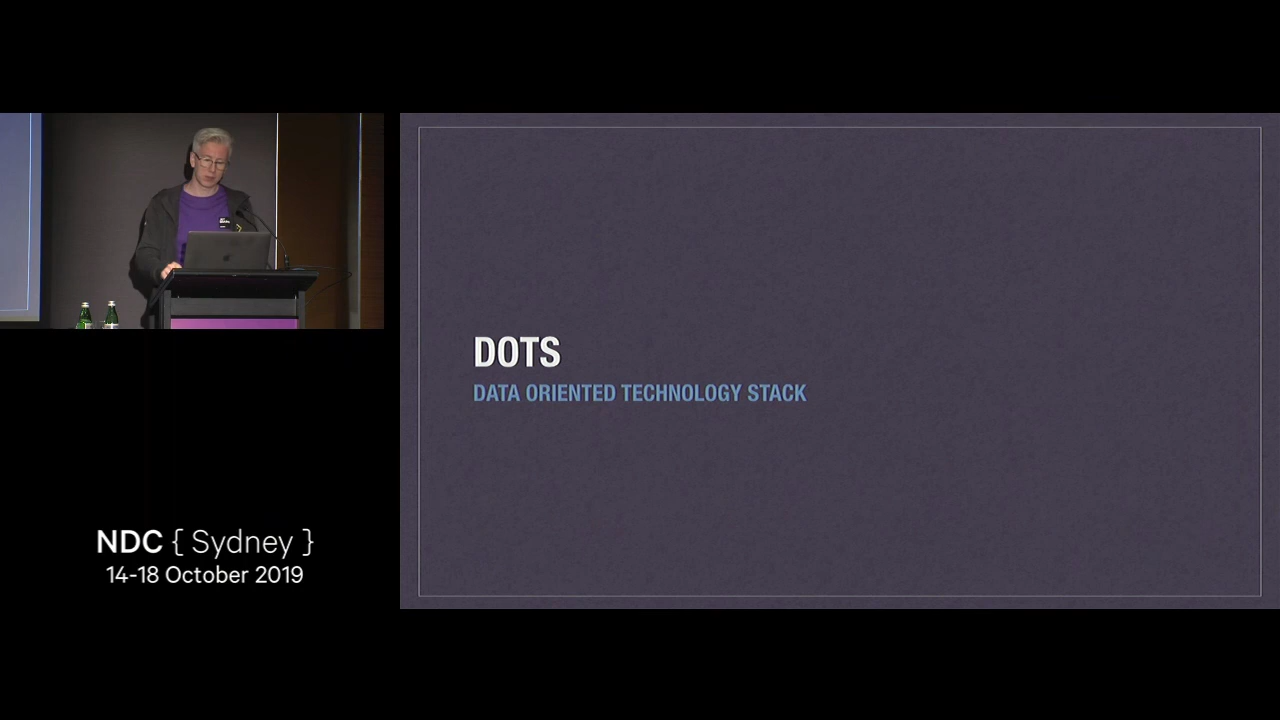 DOTS
DATA ORIENTED TECHNOLOGY STACK
NDC { Sydney }
14-18 October 2019